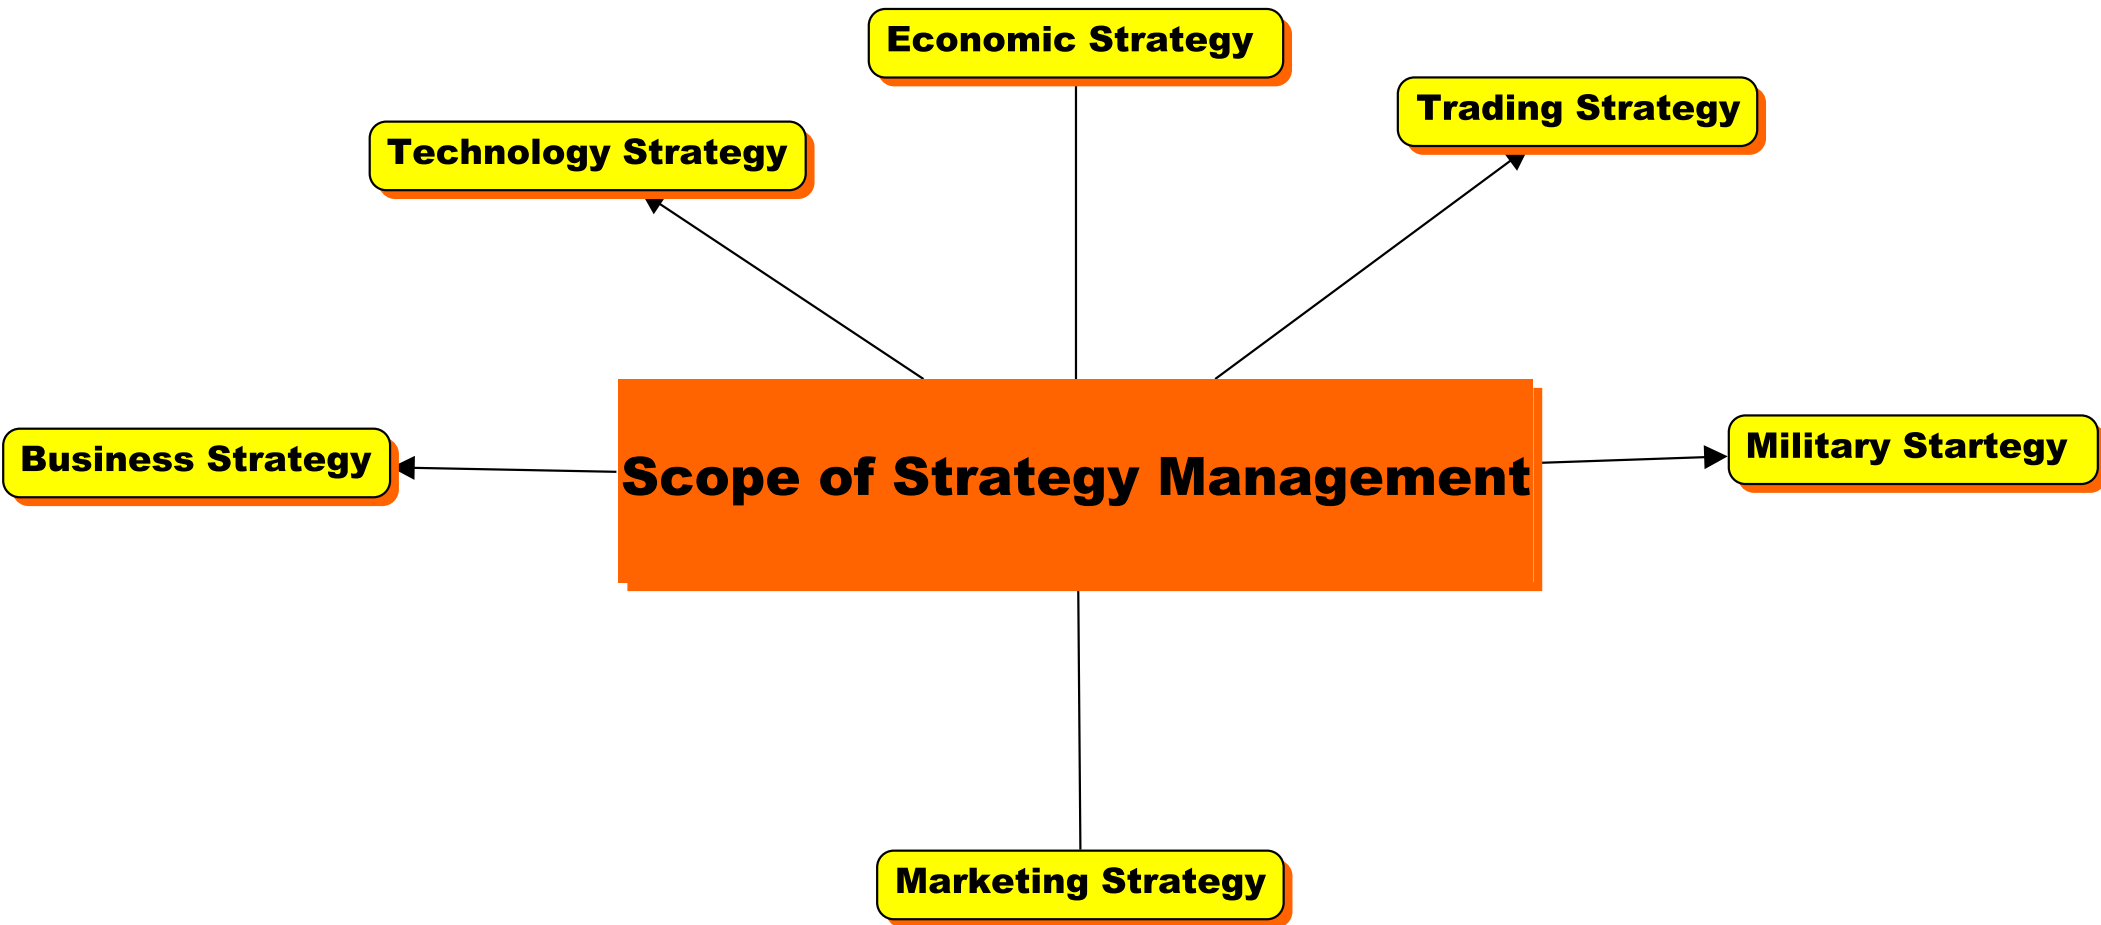 Economic Strategy
Trading Strategy
Technology Strategy
Military Startegy
Business Strategy
Scope of Strategy Management
Marketing Strategy